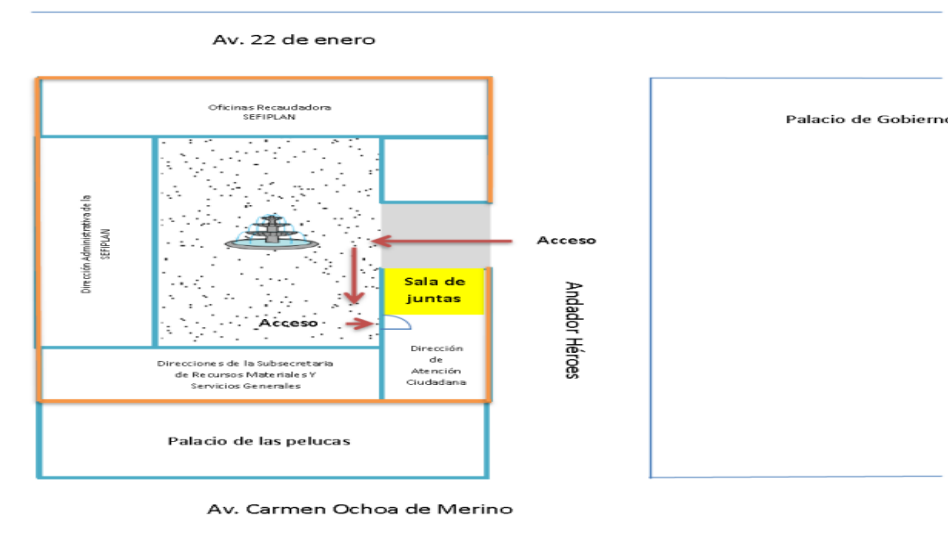 Av. 22 de enero
Oficinas Recaudadora
SEFIPLAN
Palacio de Gobierno
Dirección Administrativa de la
SEFIPLAN
Acceso
Sala de
juntas
Andador Héroes
Acceso
Dirección
de
Atención
Ciudadana
Direcciones de la Subsecretaria
de Recursos Materiales Y
Servicios Generales
Palacio de las pelucas
Av. Carmen Ochoa de Merino